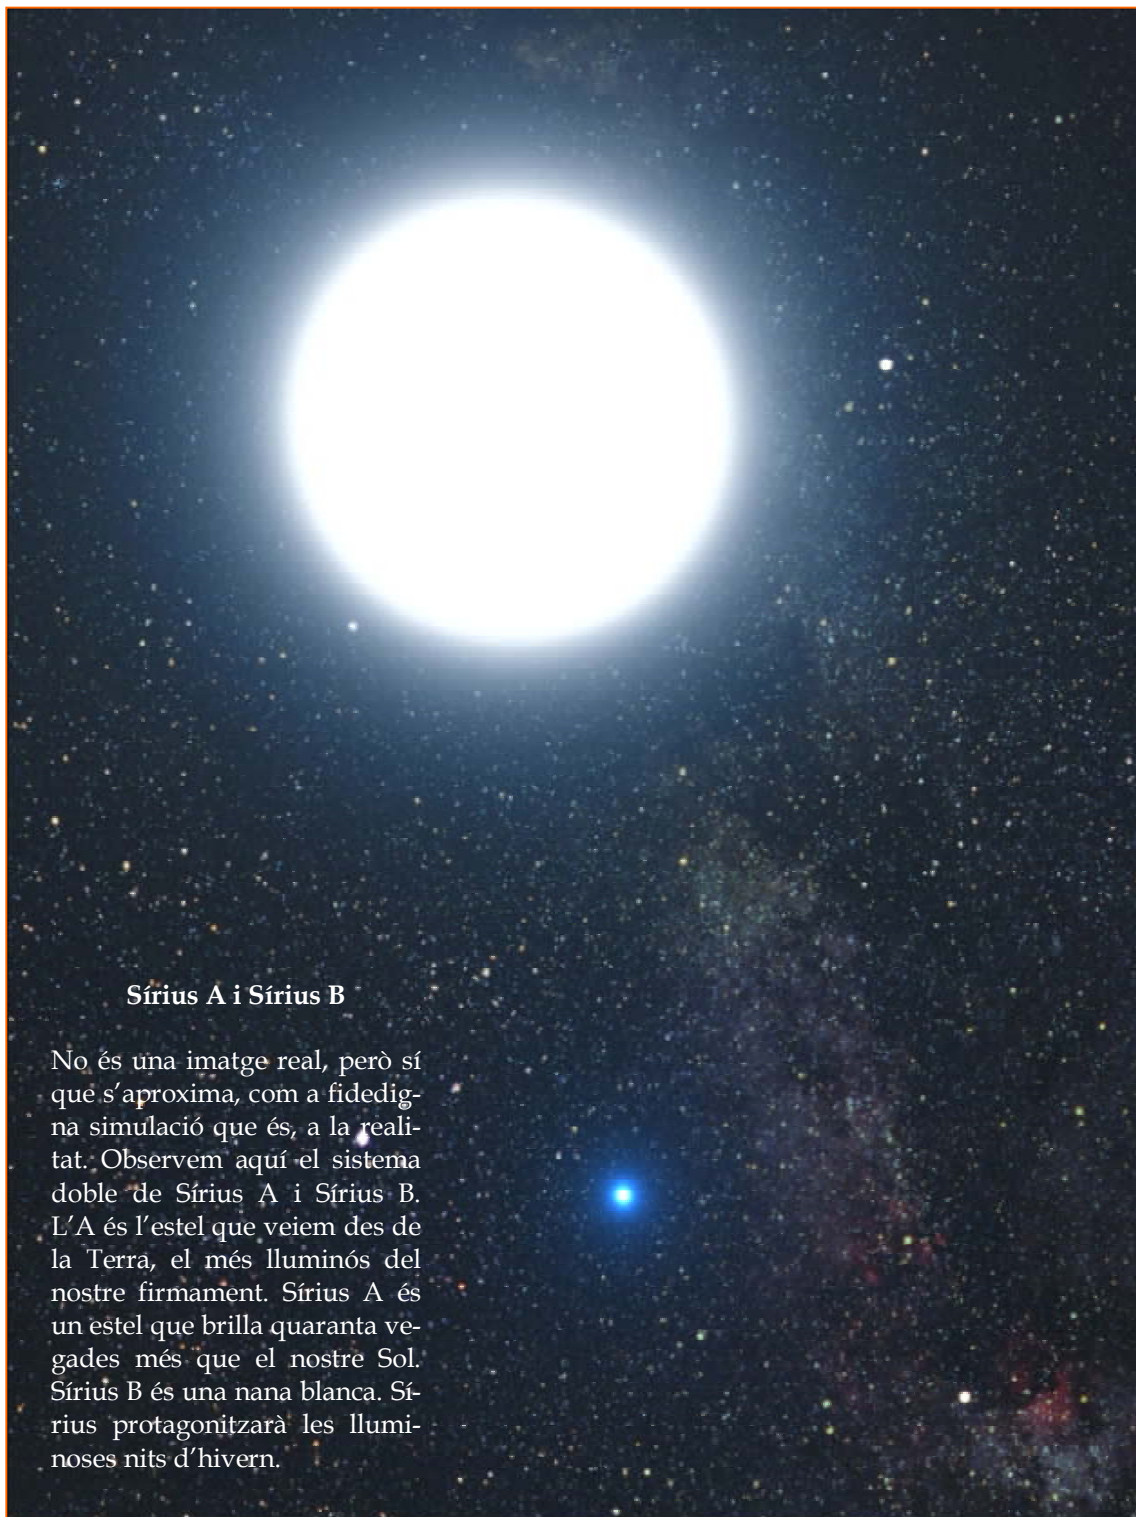 Sírius A i Sírius B
No és una imatge real, però sí
que s’aproxima, com a fidedig-
na simulació que és, a la reali-
tat. Observem aquí el sistema
doble de Sírius A i Sírius B.
L’A és l’estel que veiem des de
la Terra, el més lluminós del
nostre firmament. Sírius A és
un estel que brilla quaranta ve-
gades més que el nostre Sol.
Sírius B és una nana blanca. Sí-
rius protagonitzarà les llumi-
noses nits d’hivern.